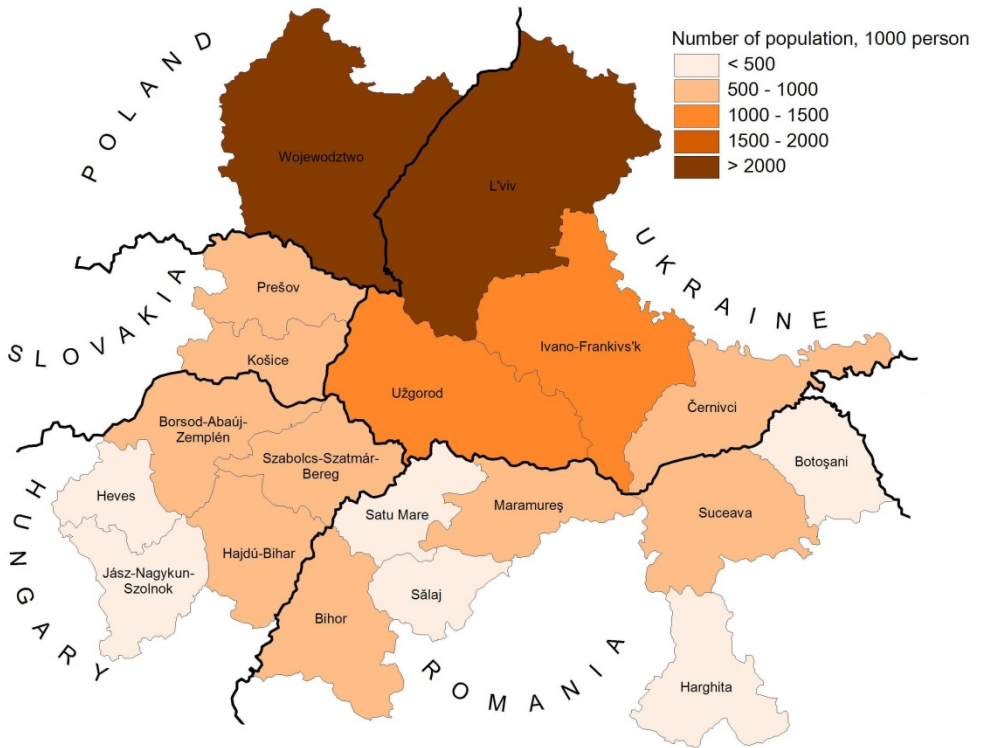 Number of population, 1000 person
< 500
500 - 1000
1000 - 1500
1500 - 2000
> 2000
POLAND
Wojewodztwo
L'viv
UKRAINE
SLOVAKIA
Prešov
Košice
Ivano-Frankivs'k
Užgorod
Černivci
Borsod-Abaúj-
Zemplén
Szabolcs-Szatmár-
Bereg
Botoşani
HUNGARY
Heves
Satu Mare
Maramureş
Suceava
Hajdú-Bihar
Jász-Nagykun-
Szolnok
Sălaj
Bihor
ROMANIA
Harghita